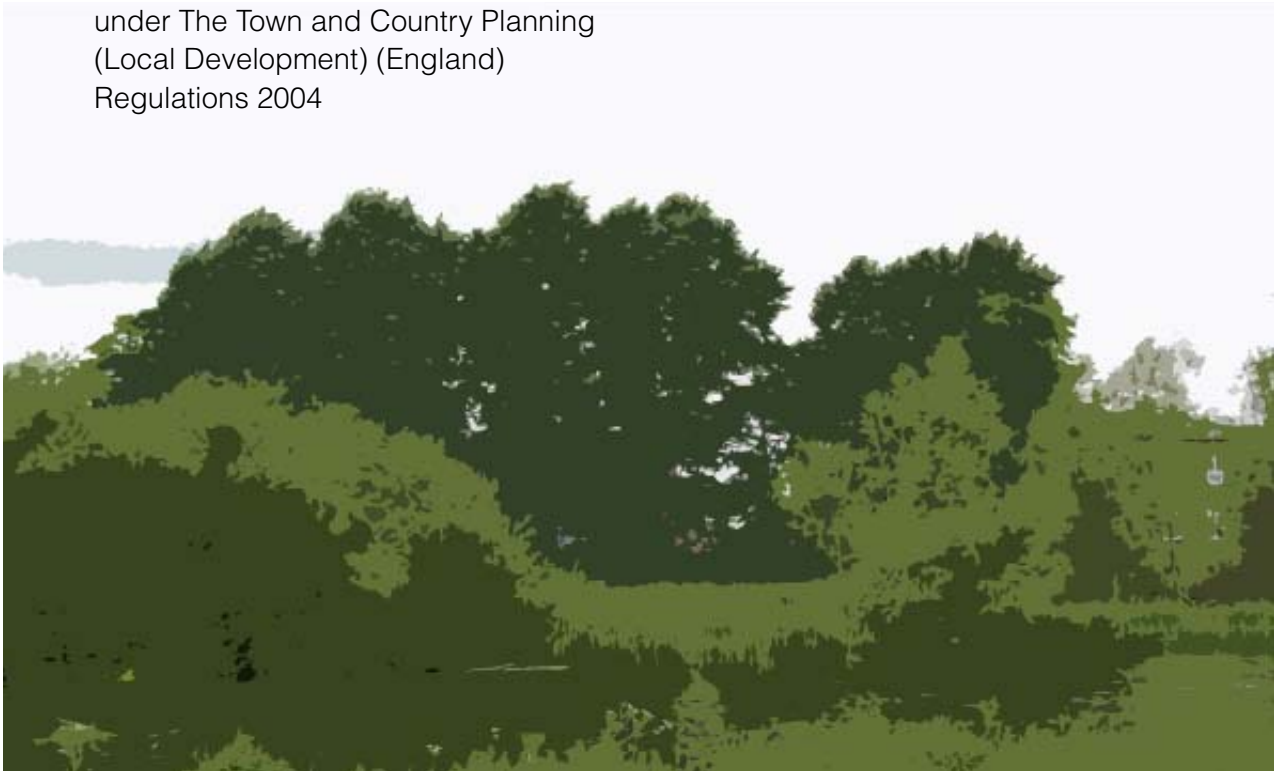 under The Town and Country Planning
(Local Development) (England)
Regulations 2004